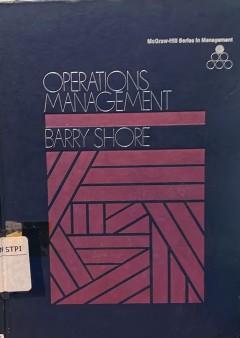 McGraw-Hill Series in Management
OPERATIONS
MANAGEMENT
BARRY SHORE
STPI